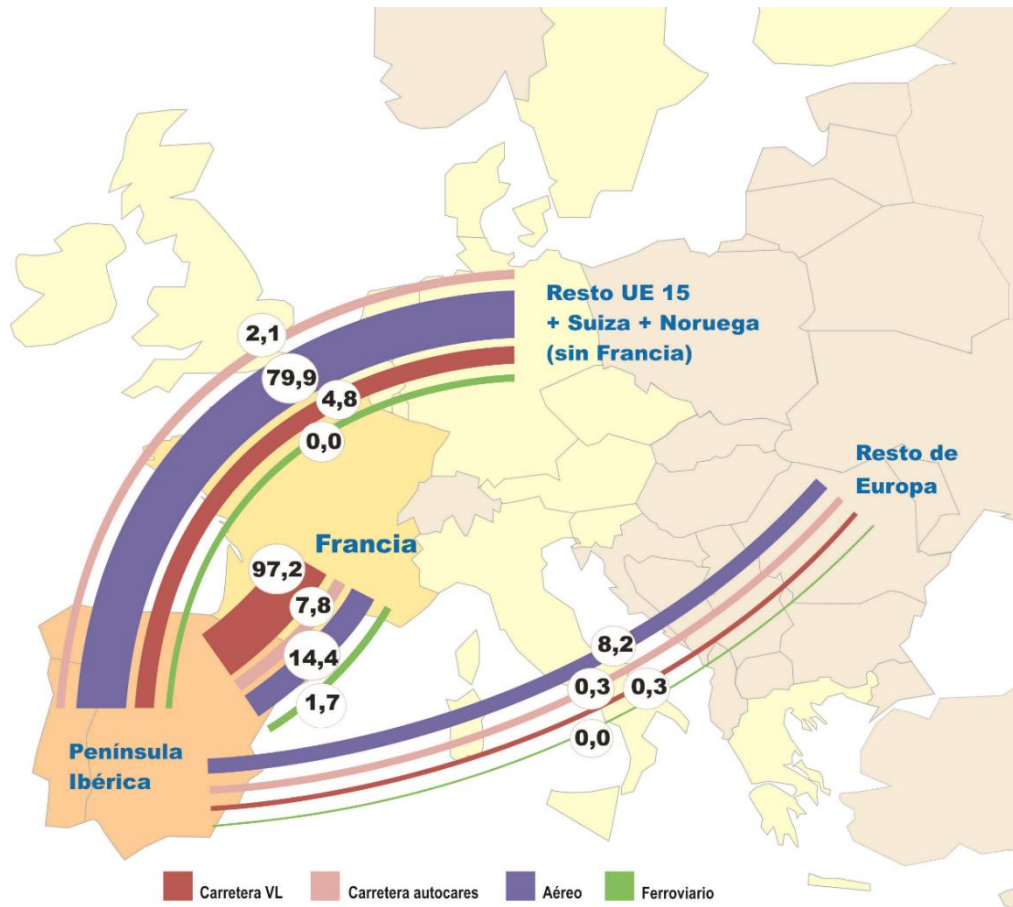 Resto UE 15
+ Suiza + Noruega
(sin Francia)
2,1
79,9
4,8
0,0
Resto de
Europa
Francia
97,2
7,8
14,4
1,7
8,2
0,3
0,3
0,0
Península
Ibérica
Carretera VL
Carretera autocares
Aéreo
Ferroviario